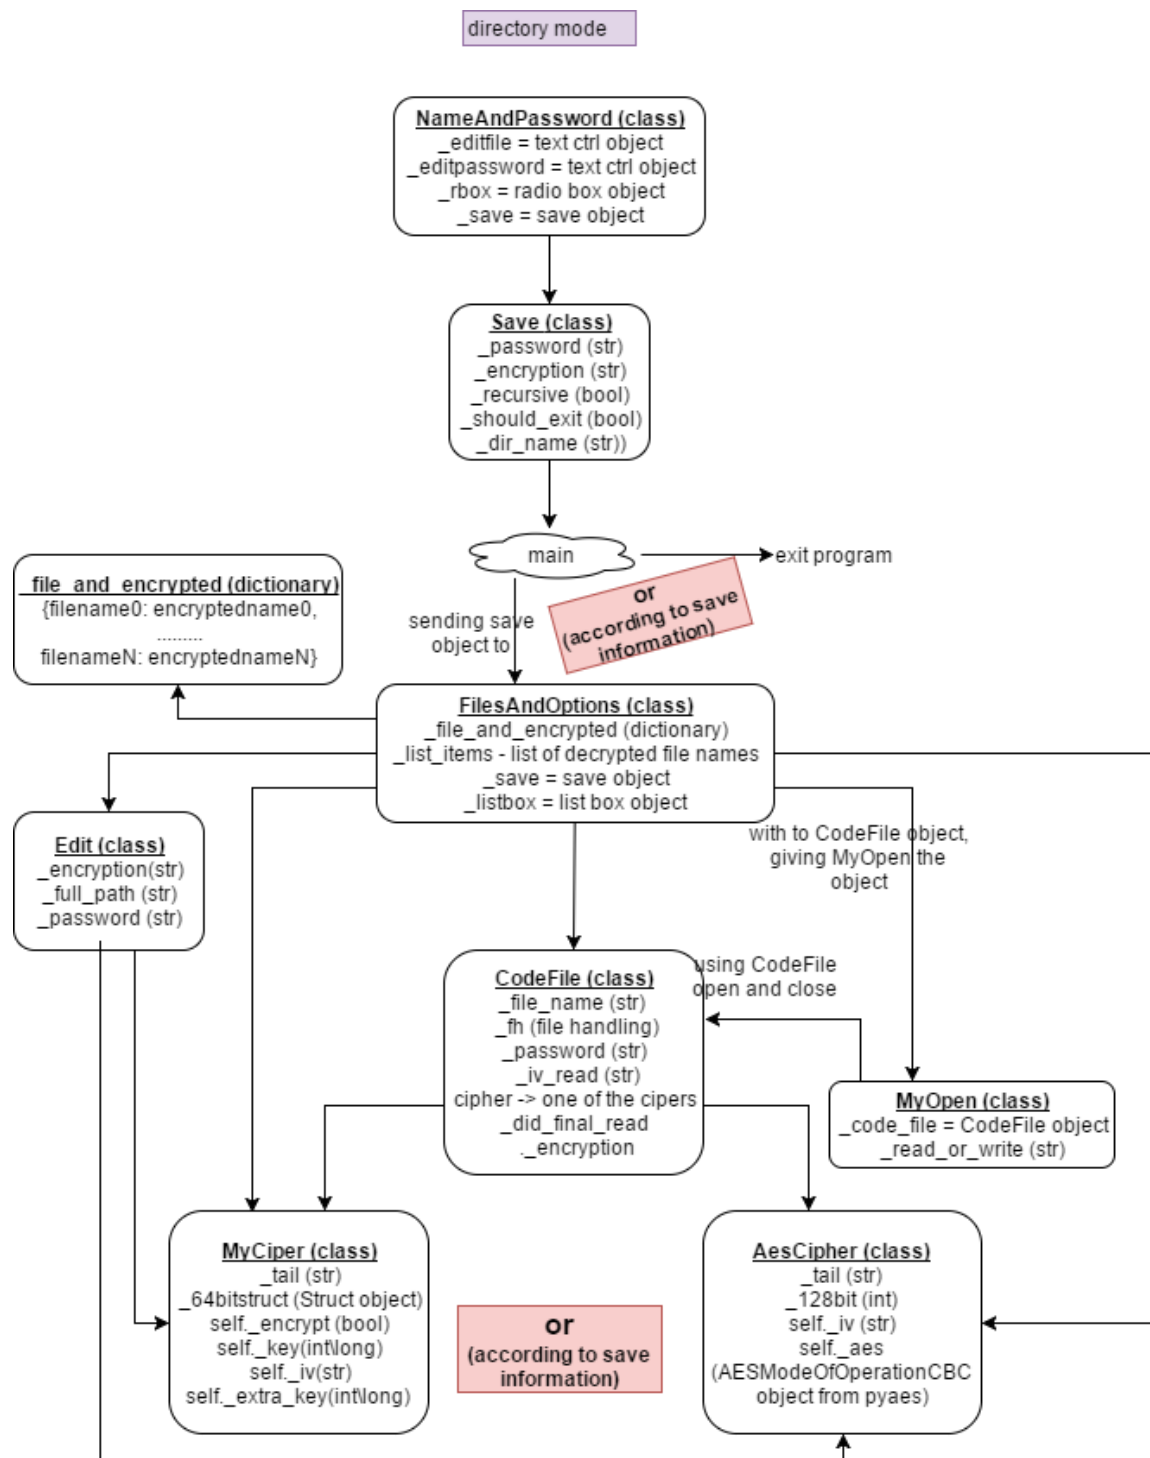 directory mode
NameAndPassword (class)
_editfile = text ctrl object
_editpassword = text ctrl object
_rbox = radio box object
_save = save object
Save (class)
_password (str)
_encryption (str)
_recursive (bool)
_should_exit (bool)
_dir_name (str))
main
exit program
or
(according to save
information)
sending save
object to
_file_and_encrypted (dictionary)
{filename0: encryptedname0,
.........
filenameN: encryptednameN}
FilesAndOptions (class)
_file_and_encrypted (dictionary)
_list_items - list of decrypted file names
_save = save object
_listbox = list box object
Edit (class)
_encryption(str)
_full_path (str)
_password (str)
with to CodeFile object,
giving MyOpen the
object
CodeFile (class)
_file_name (str)
_fh (file handling)
_password (str)
_iv_read (str)
cipher -> one of the cipers
_did_final_read
._encryption
using CodeFile
open and close
MyOpen (class)
_code_file = CodeFile object
_read_or_write (str)
MyCiper (class)
_tail (str)
_64bitstruct (Struct object)
self._encrypt (bool)
self._key(int\long)
self._iv(str)
self._extra_key(int\long)
or
(according to save
information)
AesCipher (class)
_tail (str)
_128bit (int)
self._iv (str)
self._aes
(AESModeOfOperationCBC
object from pyaes)